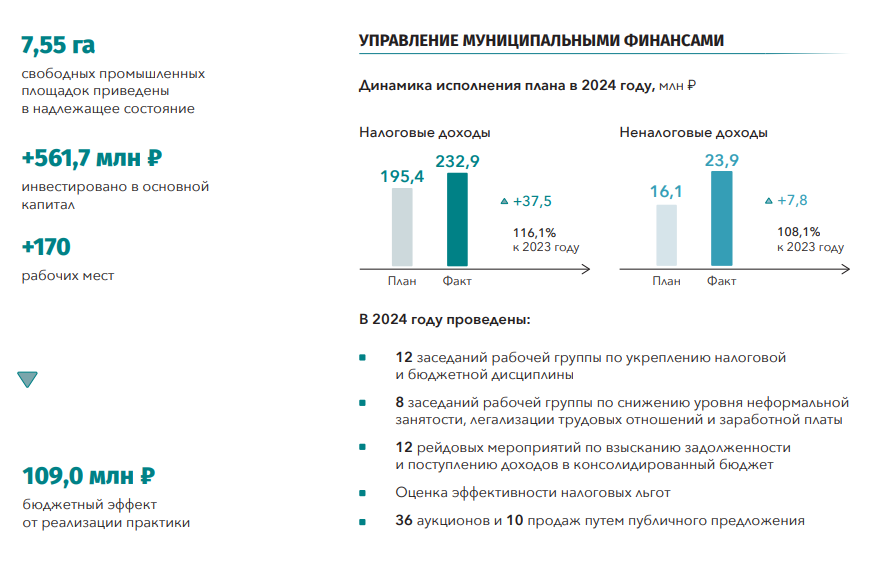 7,55 га
свободных промышленных
площадок приведены
в надлежащее состояние
+561,7 млн ₽
инвестировано в основной
капитал
+170
рабочих мест
109,0 млн ₽
бюджетный эффект
от реализации практики
УПРАВЛЕНИЕ МУНИЦИПАЛЬНЫМИ ФИНАНСАМИ
Динамика исполнения плана в 2024 году, млн ₽
Налоговые доходы
195,4
232,9
+37,5
116,1%
к 2023 году
План
Факт
Неналоговые доходы
16,1
23,9
+7,8
108,1%
к 2023 году
План
Факт
В 2024 году проведены:
12 заседаний рабочей группы по укреплению налоговой
и бюджетной дисциплины
8 заседаний рабочей группы по снижению уровня неформальной
занятости, легализации трудовых отношений и заработной платы
12 рейдовых мероприятий по взысканию задолженности
и поступлению доходов в консолидированный бюджет
Оценка эффективности налоговых льгот
36 аукционов и 10 продаж путем публичного предложения